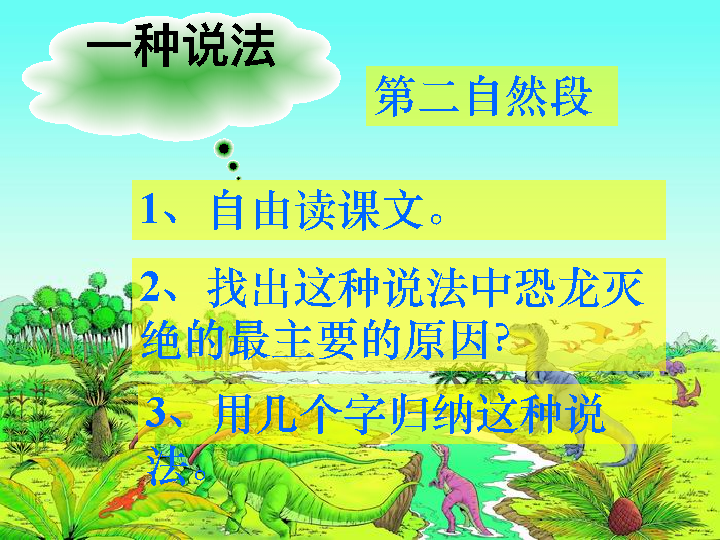 一种说法
第二自然段
1、自由读课文。
2、找出这种说法中恐龙灭
绝的最主要的原因?
3、用几个字归纳这种说
法。